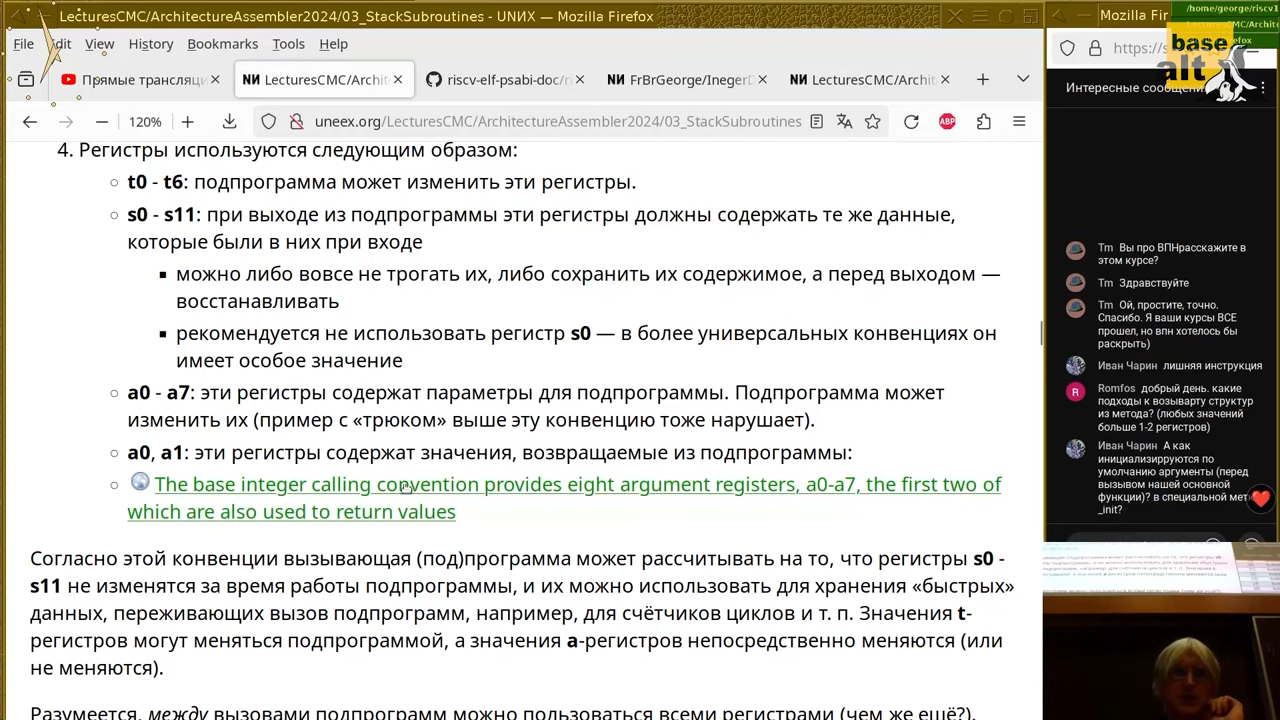 LecturesCMC/ArchitectureAssembler2024/03_StackSubroutines - UNИX — Mozilla Firefox
File Edit View History Bookmarks Tools Help
Прямые трансляци
LecturesCMC/Archit
riscv-elf-psabi-doc/ri
FrBrGeorge/InegerD
LecturesCMC/Archit
120%
uneex.org/LecturesCMC/ArchitectureAssembler2024/03_StackSubroutines
ABP
4. Регистры используются следующим образом:
t0 - t6: подпрограмма может изменить эти регистры.
s0 - s11: при выходе из подпрограммы эти регистры должны содержать те же данные,
которые были в них при входе
можно либо вовсе не трогать их, либо сохранить их содержимое, а перед выходом —
восстанавливать
рекомендуется не использовать регистр s0 — в более универсальных конвенциях он
имеет особое значение
a0 - a7: эти регистры содержат параметры для подпрограммы. Подпрограмма может
изменить их (пример с «трюком» выше эту конвенцию тоже нарушает).
a0, a1: эти регистры содержат значения, возвращаемые из подпрограммы:
The base integer calling convention provides eight argument registers, a0-a7, the first two of
which are also used to return values
Согласно этой конвенции вызывающая (под)программа может рассчитывать на то, что регистры s0 -
s11 не изменятся за время работы подпрограммы, и их можно использовать для хранения «быстрых»
данных, переживающих вызов подпрограмм, например, для счётчиков циклов и т. п. Значения t-
регистров могут меняться подпрограммой, а значения a-регистров непосредственно меняются (или
не меняются).
Разумеется, между вызовами подпрограмм можно пользоваться всеми регистрами (чем же ещё?).
Mozilla Fir
/home/george/riscv1
LecturesCMC/Archit
firefox
base
alt
https://s
Интересные сообщени
Tm Вы про ВПНрасскажите в
этом курсе?
Tm Здравствуйте
Tm Ой, простите, точно.
Спасибо. Я ваши курсы ВСЕ
прошел, но впн хотелось бы
раскрыть)
Иван Чарин лишняя инструкция
R
Romfos добрый день. какие
подходы к возыварту структур
из метода? (любых значений
больше 1-2 регистров)
Иван Чарин А как
инициализирруются по
умолчанию аргументы (перед
вызовом нашей основной
функции)? в специальной мет
_init?